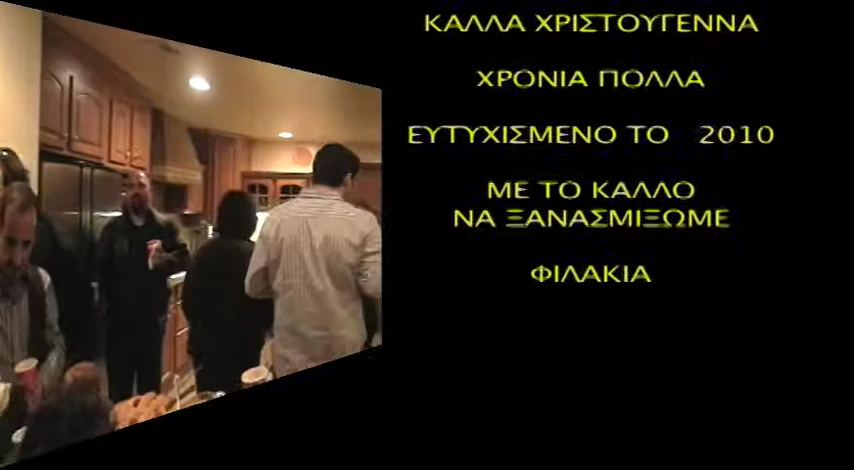 ΚΑΛΛΑ ΧΡΙΣΤΟΥΓΕΝΝΑ
ΧΡΟΝΙΑ ΠΟΛΛΑ
ΕΥΤΥΧΙΣΜΕΝΟ ΤΟ 2010
ΜΕ ΤΟ ΚΑΛΛΟ
ΝΑ ΞΑΝΑΣΜΙΞΩΜΕ
ΦΙΛΑΚΙΑ